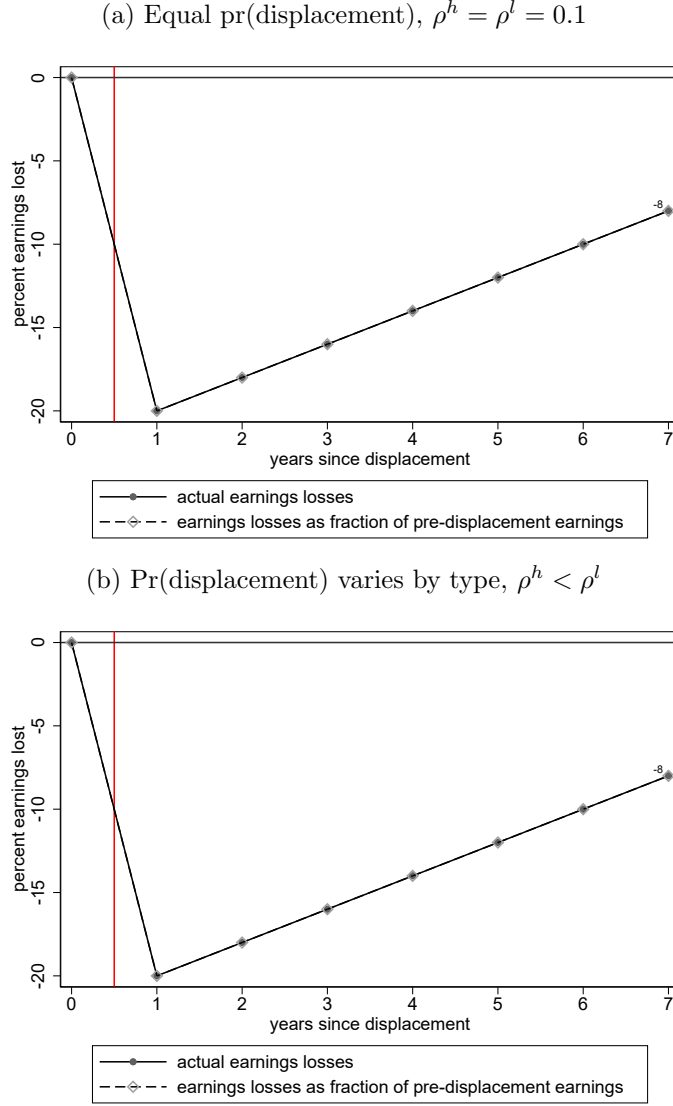 (a) Equal pr(displacement), ρ^h = ρ^l = 0.1
0
-5
-10
-15
-20
percent earnings lost
-8
0 1 2 3 4 5 6 7
years since displacement
actual earnings losses
earnings losses as fraction of pre-displacement earnings
(b) Pr(displacement) varies by type, ρ^h < ρ^l
0
-5
-10
-15
-20
percent earnings lost
-8
0 1 2 3 4 5 6 7
years since displacement
actual earnings losses
earnings losses as fraction of pre-displacement earnings